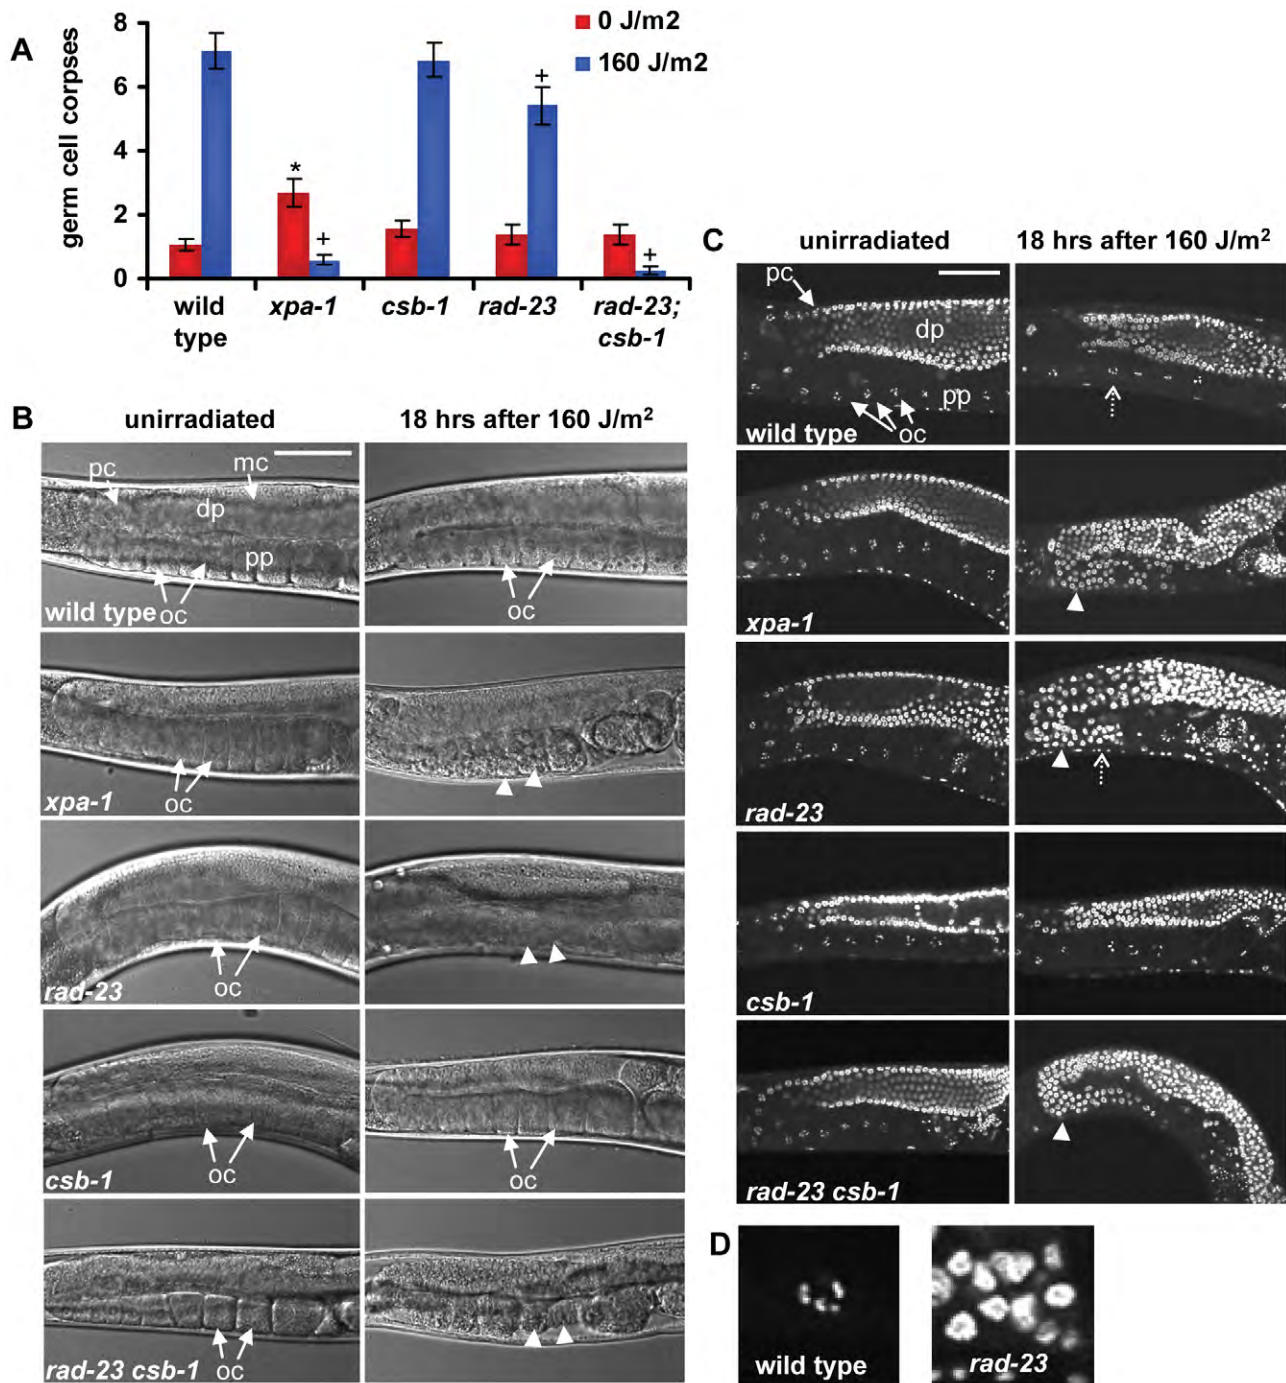 A
8
6
4
2
0
germ cell corpses
0 J/m2
160 J/m2
*
+
+
+
wild type
xpa-1
csb-1
rad-23
rad-23; csb-1
B
unirradiated
18 hrs after 160 J/m2
pc
mc
dp
pp
oc
wild type
oc
oc
xpa-1
oc
rad-23
oc
csb-1
oc
oc
rad-23 csb-1
C
unirradiated
18 hrs after 160 J/m2
pc
dp
pp
oc
wild type
xpa-1
rad-23
csb-1
rad-23 csb-1
D
wild type
rad-23